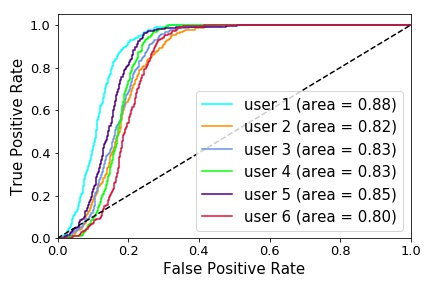 1.0
0.8
0.6
0.4
0.2
0.0
True Positive Rate
user 1 (area = 0.88)
user 2 (area = 0.82)
user 3 (area = 0.83)
user 4 (area = 0.83)
user 5 (area = 0.85)
user 6 (area = 0.80)
0.0 0.2 0.4 0.6 0.8 1.0
False Positive Rate